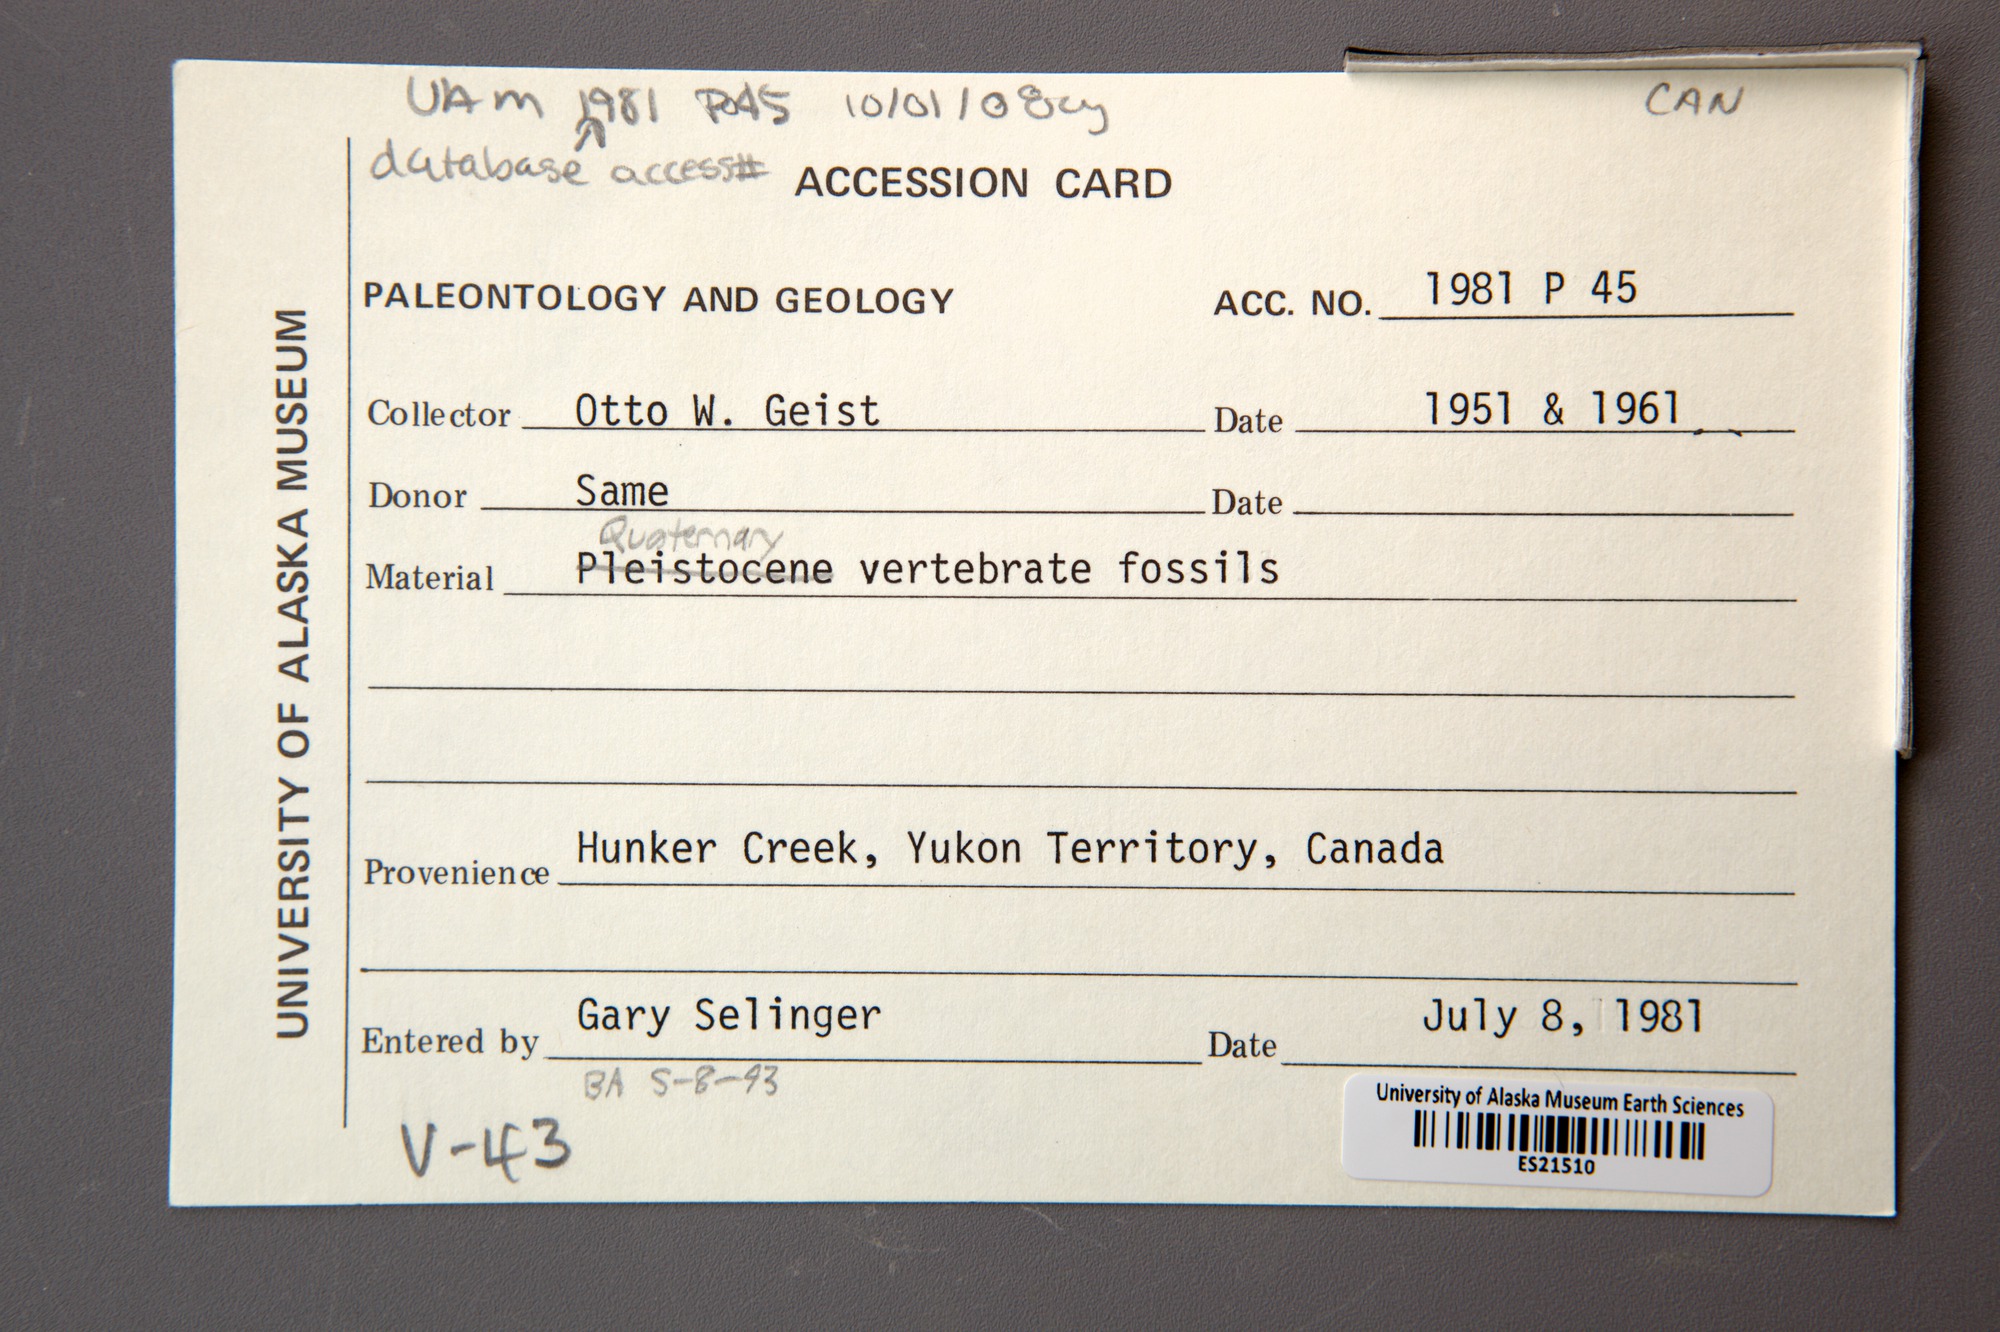 UAM 1981 P045 10/01/08
CAN
database access#
ACCESSION CARD
UNIVERSITY OF ALASKA MUSEUM
PALEONTOLOGY AND GEOLOGY ACC. NO. 1981 P 45
Collector Otto W. Geist Date 1951 & 1961
Donor Same Date
Quaternary
Material Pleistocene vertebrate fossils
Provenience Hunker Creek, Yukon Territory, Canada
Entered by Gary Selinger Date July 8, 1981
BA 5-8-93
V-43
University of Alaska Museum Earth Sciences
ES21510